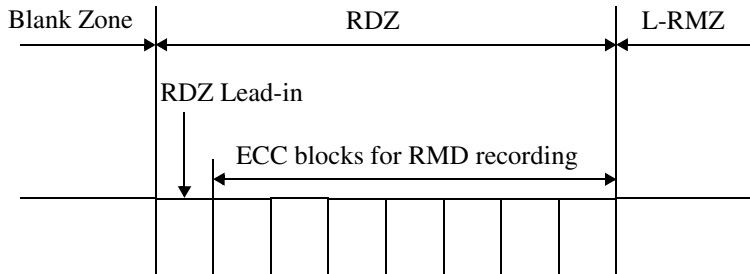 Blank Zone RDZ L-RMZ
RDZ Lead-in
ECC blocks for RMD recording